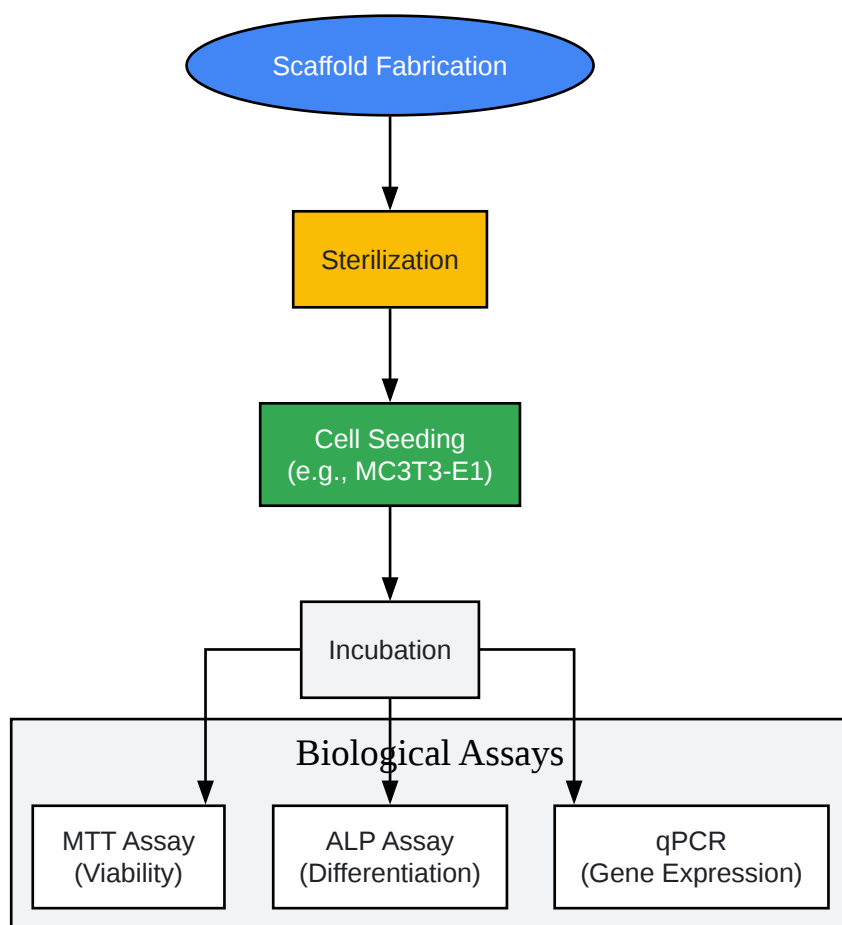 Scaffold Fabrication
Sterilization
Cell Seeding
(e.g., MC3T3-E1)
Incubation
Biological Assays
MTT Assay
(Viability)
ALP Assay
(Differentiation)
qPCR
(Gene Expression)